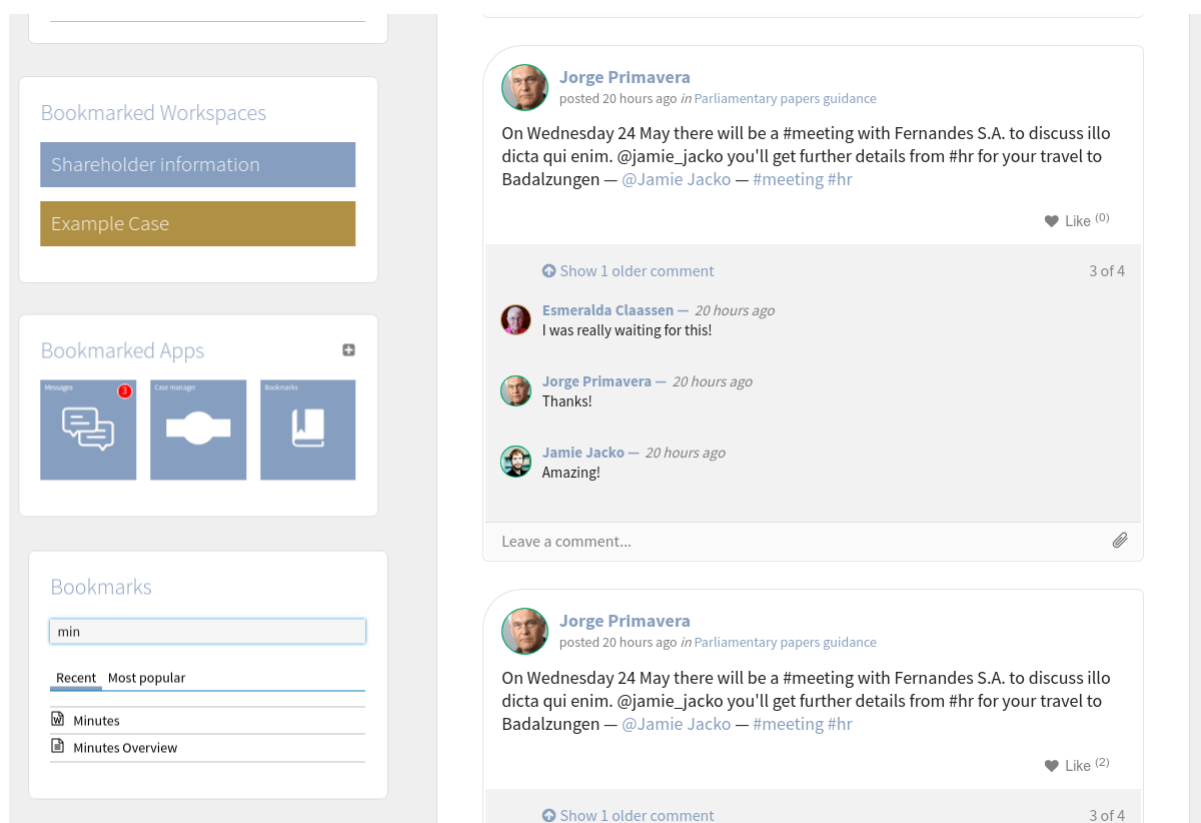 Bookmarked Workspaces
Shareholder information
Example Case
Bookmarked Apps
Messages
3
Case manager
Bookmarks
Bookmarks
min
Recent Most popular
Minutes
Minutes Overview
Jorge Primavera
posted 20 hours ago in Parliamentary papers guidance
On Wednesday 24 May there will be a #meeting with Fernandes S.A. to discuss illo
dicta qui enim. @jamie_jacko you'll get further details from #hr for your travel to
Badalzungen — @Jamie Jacko — #meeting #hr
Like (0)
Show 1 older comment 3 of 4
Esmeralda Claassen — 20 hours ago
I was really waiting for this!
Jorge Primavera — 20 hours ago
Thanks!
Jamie Jacko — 20 hours ago
Amazing!
Leave a comment...
Jorge Primavera
posted 20 hours ago in Parliamentary papers guidance
On Wednesday 24 May there will be a #meeting with Fernandes S.A. to discuss illo
dicta qui enim. @jamie_jacko you'll get further details from #hr for your travel to
Badalzungen — @Jamie Jacko — #meeting #hr
Like (2)
Show 1 older comment 3 of 4